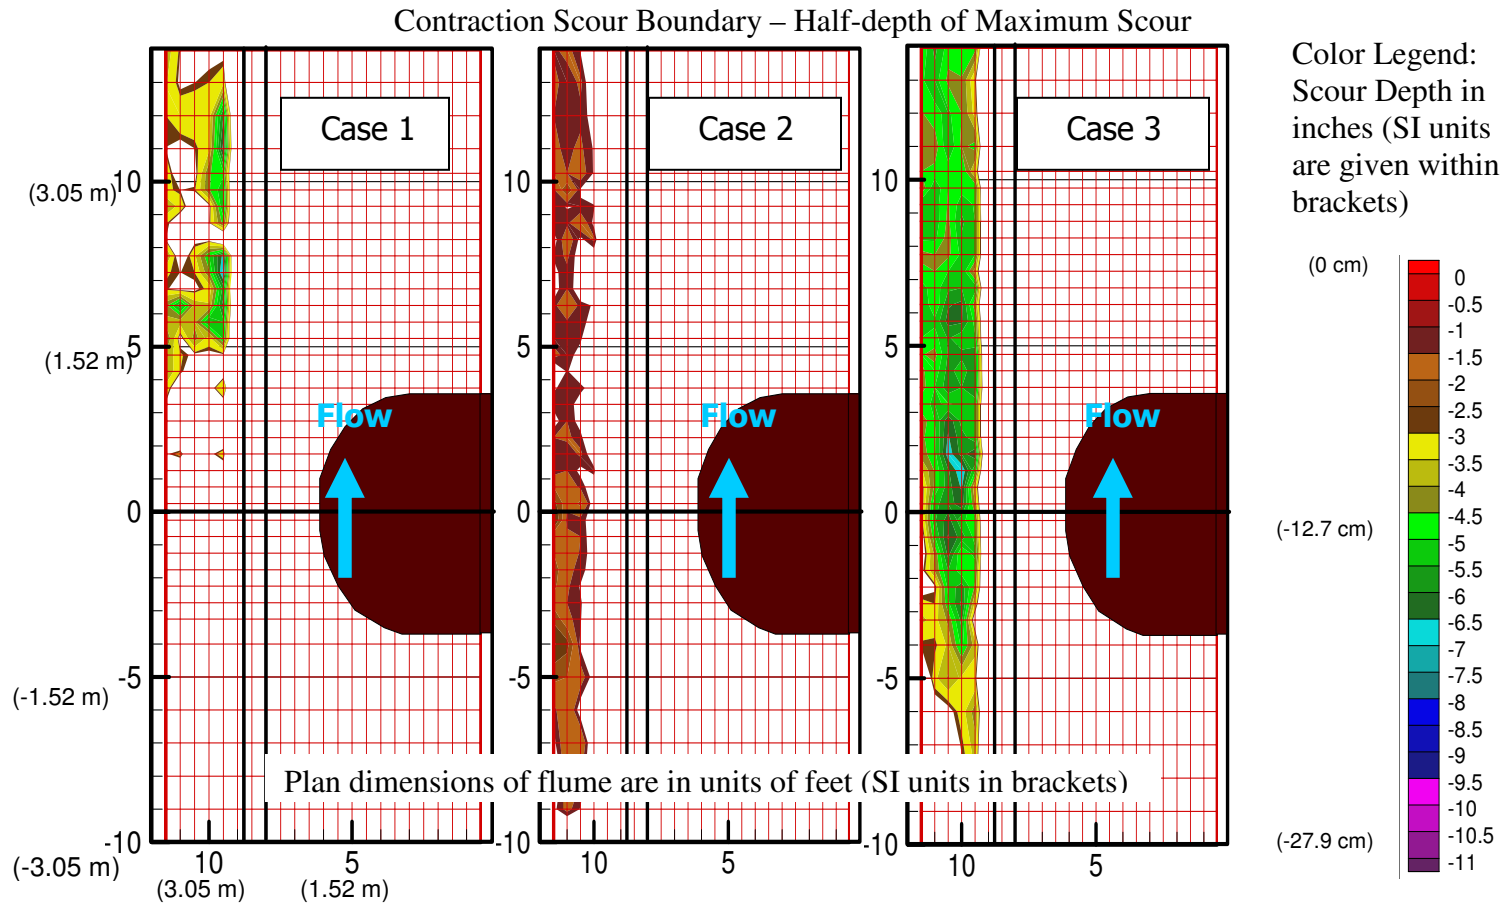 Contraction Scour Boundary – Half-depth of Maximum Scour
Case 1
Case 2
Case 3
Color Legend:
Scour Depth in
inches (SI units
are given within
brackets)
(3.05 m)
10
10
10
(1.52 m)
5
5
5
Flow
Flow
Flow
0
0
0
(-1.52 m)
-5
-5
-5
Plan dimensions of flume are in units of feet (SI units in brackets)
-10
-10
-10
(-3.05 m)
10
5
10
5
10
5
(3.05 m)
(1.52 m)
(0 cm)
(-12.7 cm)
(-27.9 cm)
0
-0.5
-1
-1.5
-2
-2.5
-3
-3.5
-4
-4.5
-5
-5.5
-6
-6.5
-7
-7.5
-8
-8.5
-9
-9.5
-10
-10.5
-11